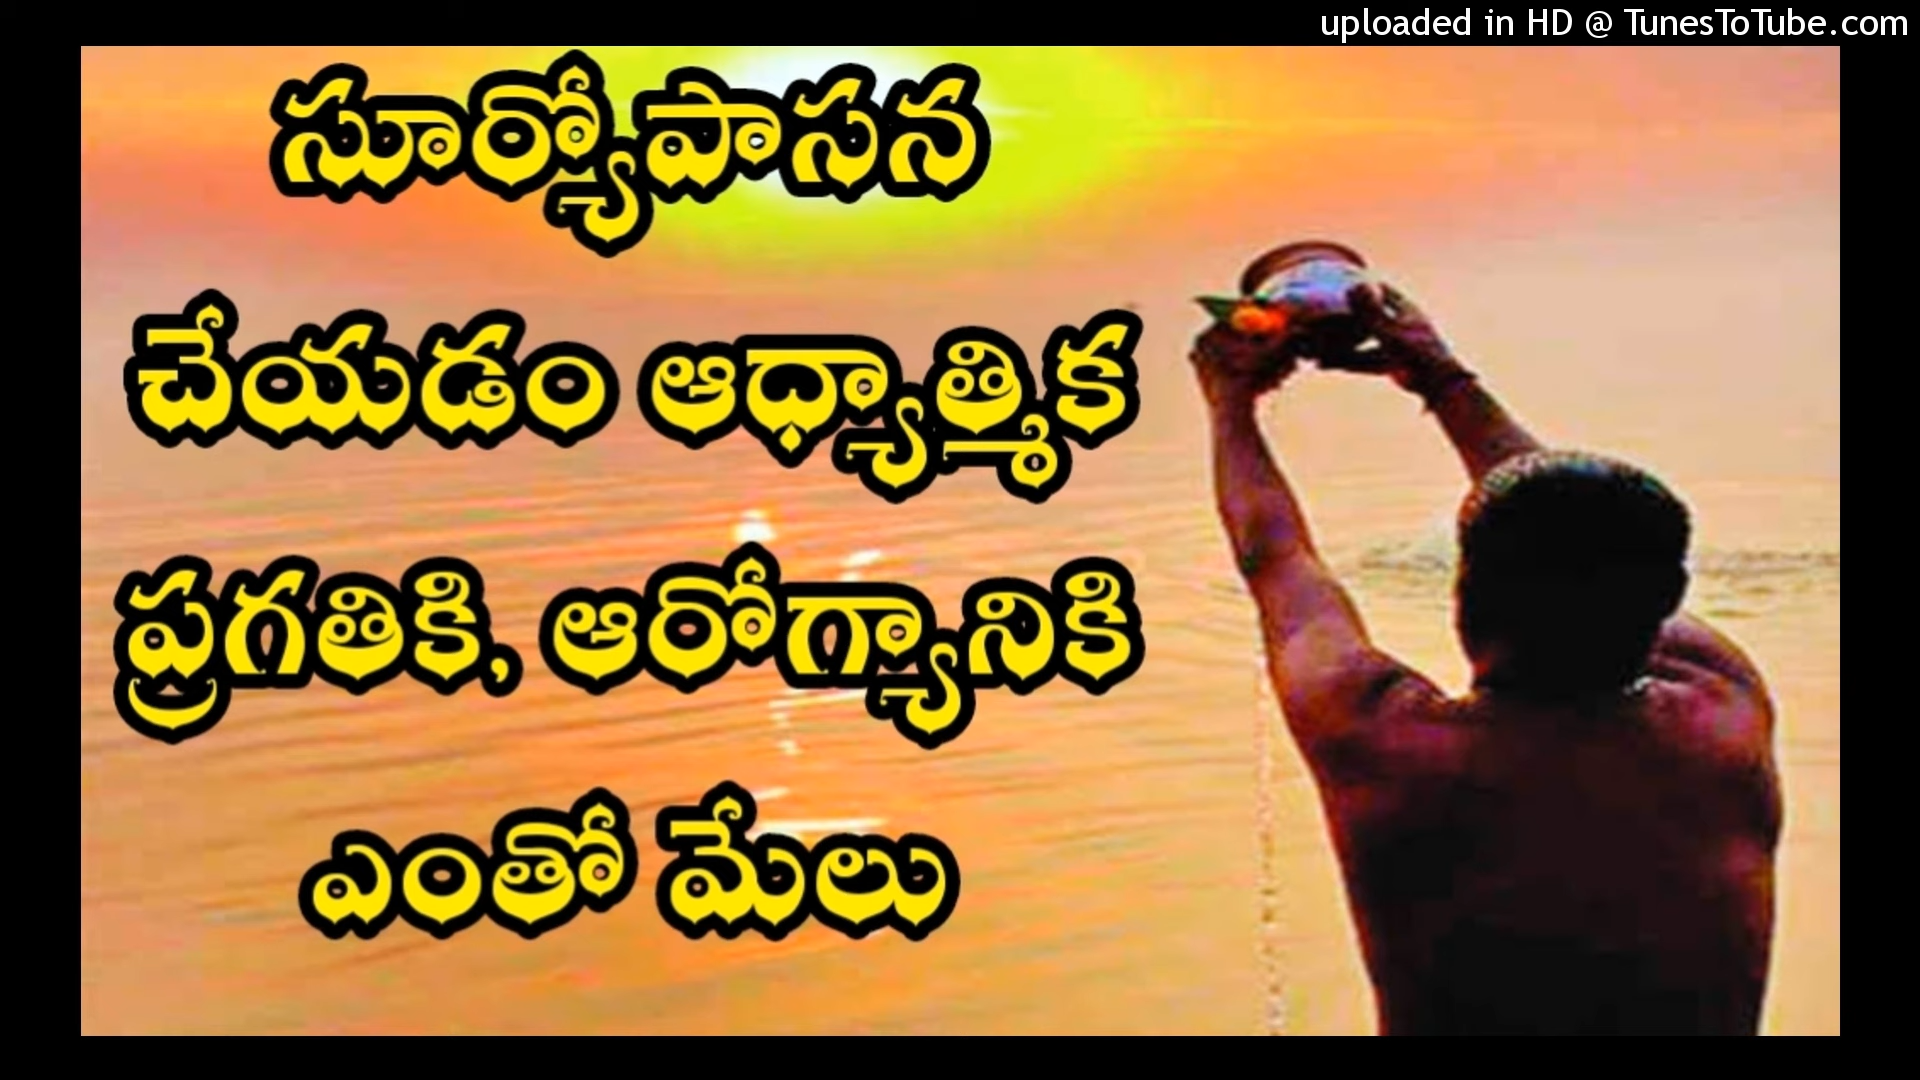 uploaded in HD @ TunesToTube.com
సూర్యోపాసన
చేయడం ఆధ్యాత్మిక
ప్రగతికి, ఆరోగ్యానికి
ఎంతో మేలు